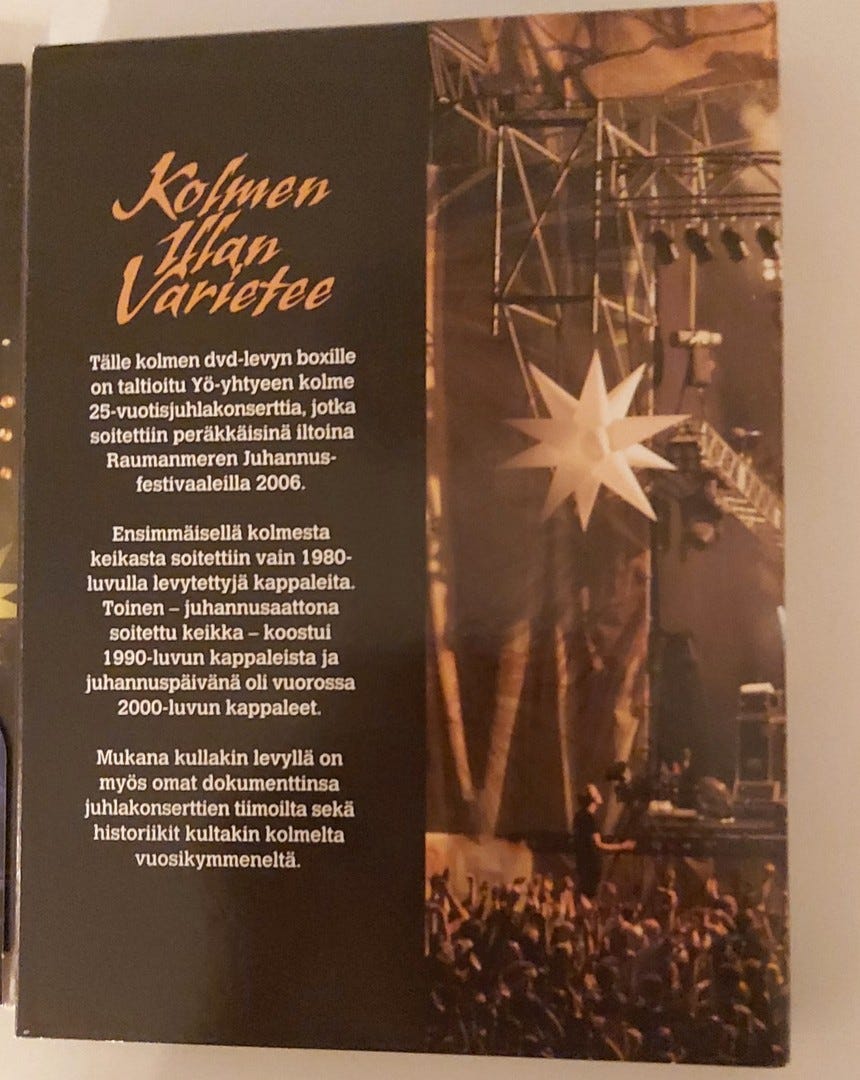 Kolmen
Illan
Varietee
Tälle kolmen dvd-levyn boxille
on taltioitu Yö-yhtyeen kolme
25-vuotisjuhlakonserttia, jotka
soitettiin peräkkäisinä iltoina
Raumanmeren Juhannus-
festivaaleilla 2006.
Ensimmäisellä kolmesta
keikasta soitettiin vain 1980-
luvulla levytettyjä kappaleita.
Toinen – juhannusaattona
soitettu keikka – koostui
1990-luvun kappaleista ja
juhannuspäivänä oli vuorossa
2000-luvun kappaleet.
Mukana kullakin levyllä on
myös omat dokumenttinsa
juhlakonserttien tiimoilta sekä
historiikit kultakin kolmelta
vuosikymmeneltä.